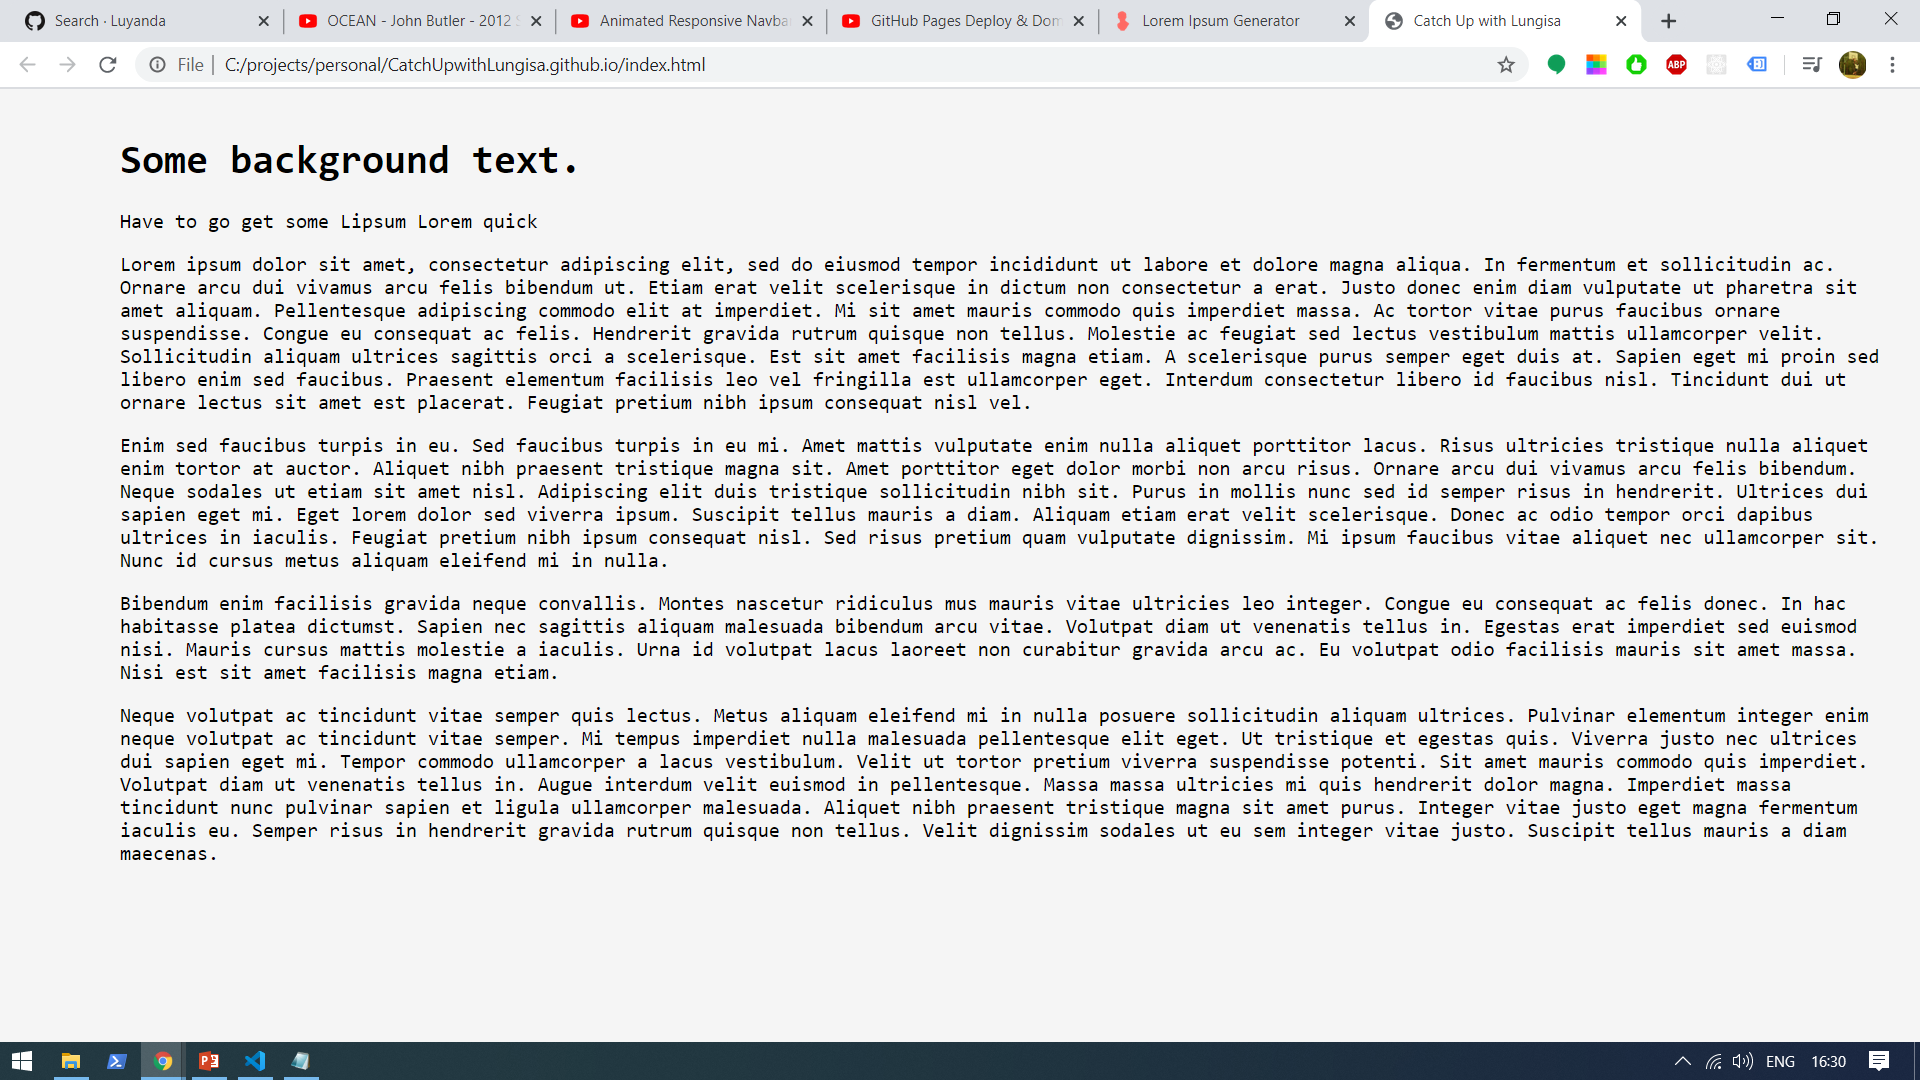 Search · Luyanda
OCEAN - John Butler - 2012 S
Animated Responsive Navba
GitHub Pages Deploy & Dom
Lorem Ipsum Generator
Catch Up with Lungisa
File | C:/projects/personal/CatchUpwithLungisa.github.io/index.html
ABP
Some background text.
Have to go get some Lipsum Lorem quick
Lorem ipsum dolor sit amet, consectetur adipiscing elit, sed do eiusmod tempor incididunt ut labore et dolore magna aliqua. In fermentum et sollicitudin ac.
Ornare arcu dui vivamus arcu felis bibendum ut. Etiam erat velit scelerisque in dictum non consectetur a erat. Justo donec enim diam vulputate ut pharetra sit
amet aliquam. Pellentesque adipiscing commodo elit at imperdiet. Mi sit amet mauris commodo quis imperdiet massa. Ac tortor vitae purus faucibus ornare
suspendisse. Congue eu consequat ac felis. Hendrerit gravida rutrum quisque non tellus. Molestie ac feugiat sed lectus vestibulum mattis ullamcorper velit.
Sollicitudin aliquam ultrices sagittis orci a scelerisque. Est sit amet facilisis magna etiam. A scelerisque purus semper eget duis at. Sapien eget mi proin sed
libero enim sed faucibus. Praesent elementum facilisis leo vel fringilla est ullamcorper eget. Interdum consectetur libero id faucibus nisl. Tincidunt dui ut
ornare lectus sit amet est placerat. Feugiat pretium nibh ipsum consequat nisl vel.
Enim sed faucibus turpis in eu. Sed faucibus turpis in eu mi. Amet mattis vulputate enim nulla aliquet porttitor lacus. Risus ultricies tristique nulla aliquet
enim tortor at auctor. Aliquet nibh praesent tristique magna sit. Amet porttitor eget dolor morbi non arcu risus. Ornare arcu dui vivamus arcu felis bibendum.
Neque sodales ut etiam sit amet nisl. Adipiscing elit duis tristique sollicitudin nibh sit. Purus in mollis nunc sed id semper risus in hendrerit. Ultrices dui
sapien eget mi. Eget lorem dolor sed viverra ipsum. Suscipit tellus mauris a diam. Aliquam etiam erat velit scelerisque. Donec ac odio tempor orci dapibus
ultrices in iaculis. Feugiat pretium nibh ipsum consequat nisl. Sed risus pretium quam vulputate dignissim. Mi ipsum faucibus vitae aliquet nec ullamcorper sit.
Nunc id cursus metus aliquam eleifend mi in nulla.
Bibendum enim facilisis gravida neque convallis. Montes nascetur ridiculus mus mauris vitae ultricies leo integer. Congue eu consequat ac felis donec. In hac
habitasse platea dictumst. Sapien nec sagittis aliquam malesuada bibendum arcu vitae. Volutpat diam ut venenatis tellus in. Egestas erat imperdiet sed euismod
nisi. Mauris cursus mattis molestie a iaculis. Urna id volutpat lacus laoreet non curabitur gravida arcu ac. Eu volutpat odio facilisis mauris sit amet massa.
Nisi est sit amet facilisis magna etiam.
Neque volutpat ac tincidunt vitae semper quis lectus. Metus aliquam eleifend mi in nulla posuere sollicitudin aliquam ultrices. Pulvinar elementum integer enim
neque volutpat ac tincidunt vitae semper. Mi tempus imperdiet nulla malesuada pellentesque elit eget. Ut tristique et egestas quis. Viverra justo nec ultrices
dui sapien eget mi. Tempor commodo ullamcorper a lacus vestibulum. Velit ut tortor pretium viverra suspendisse potenti. Sit amet mauris commodo quis imperdiet.
Volutpat diam ut venenatis tellus in. Augue interdum velit euismod in pellentesque. Massa massa ultricies mi quis hendrerit dolor magna. Imperdiet massa
tincidunt nunc pulvinar sapien et ligula ullamcorper malesuada. Aliquet nibh praesent tristique magna sit amet purus. Integer vitae justo eget magna fermentum
iaculis eu. Semper risus in hendrerit gravida rutrum quisque non tellus. Velit dignissim sodales ut eu sem integer vitae justo. Suscipit tellus mauris a diam
maecenas.
ENG 16:30